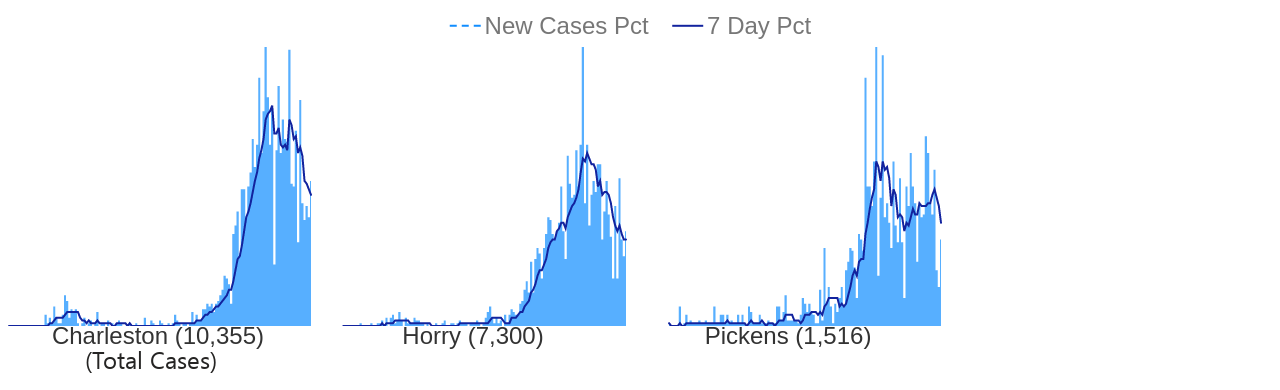 New Cases Pct 7 Day Pct
Charleston (10,355) Horry (7,300) Pickens (1,516)
(Total Cases)